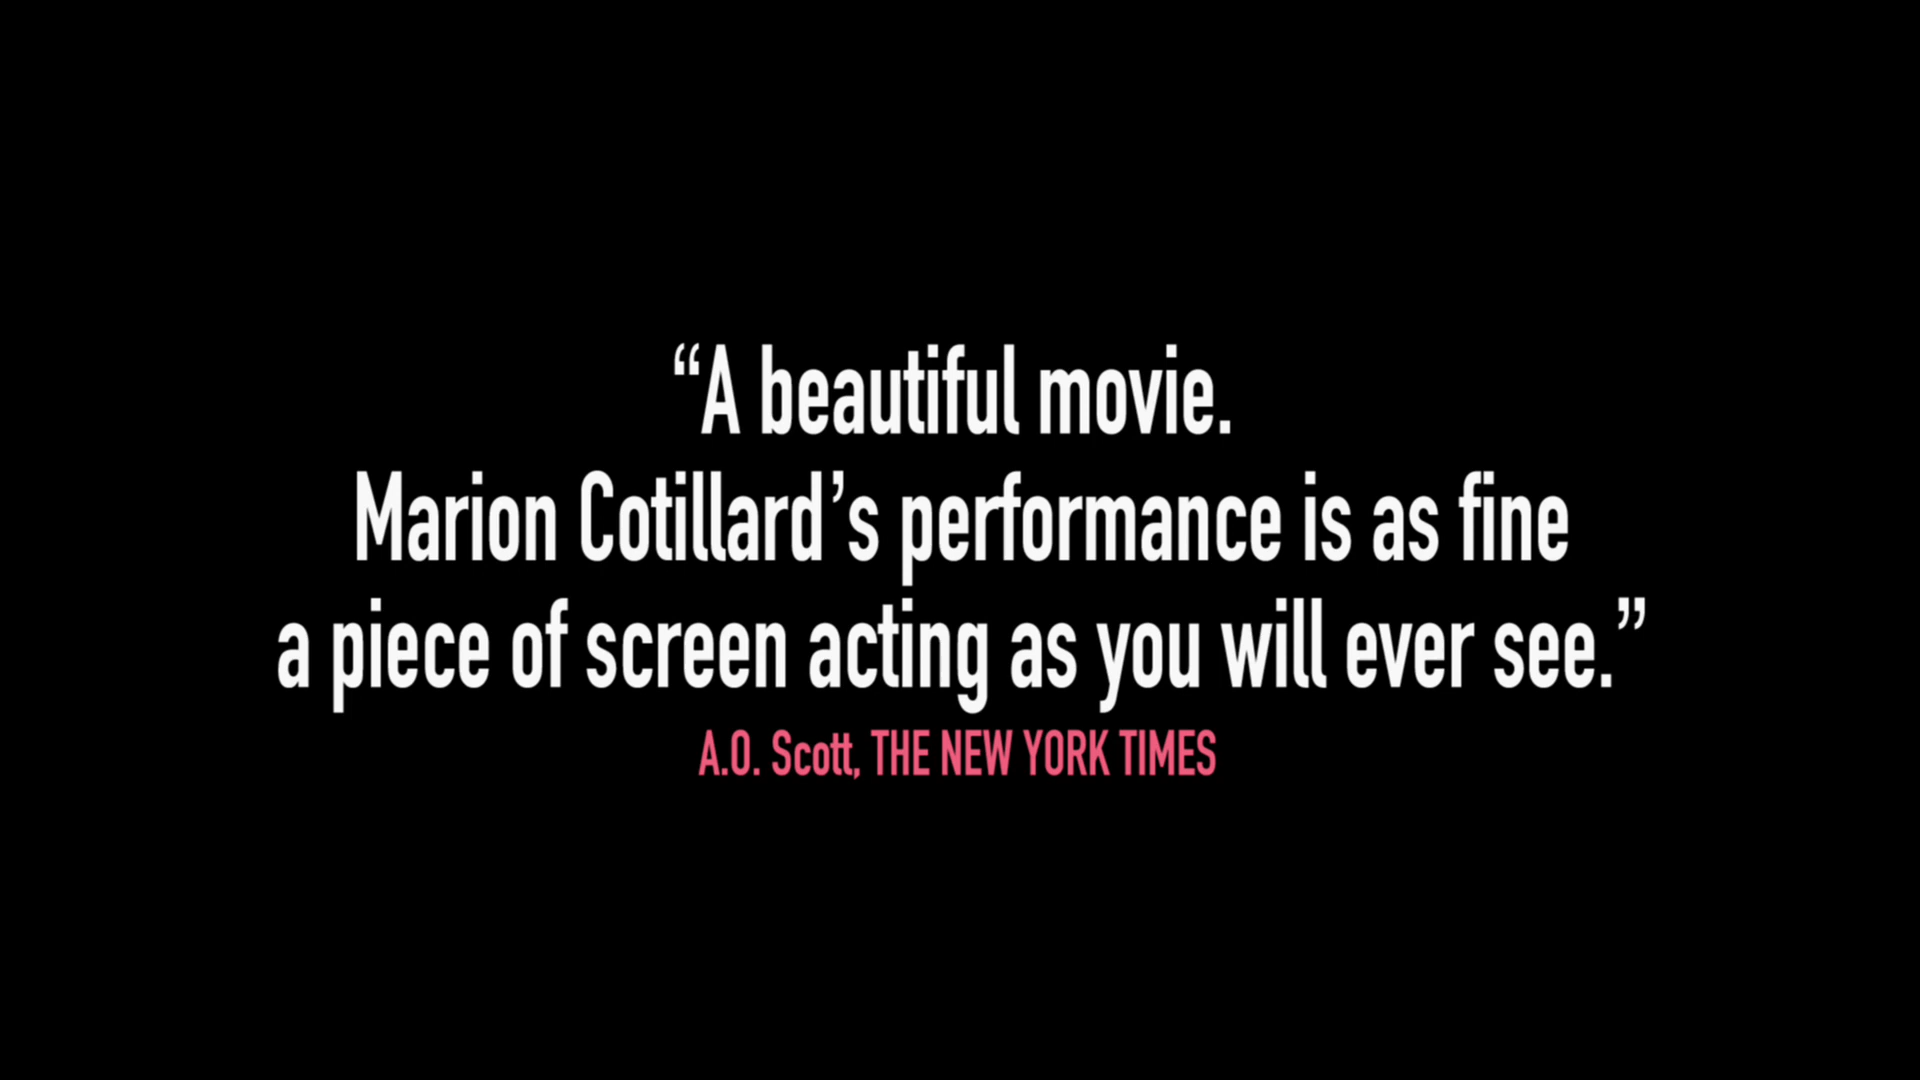 “A beautiful movie.
Marion Cotillard’s performance is as fine
a piece of screen acting as you will ever see.”
A.O. Scott, THE NEW YORK TIMES